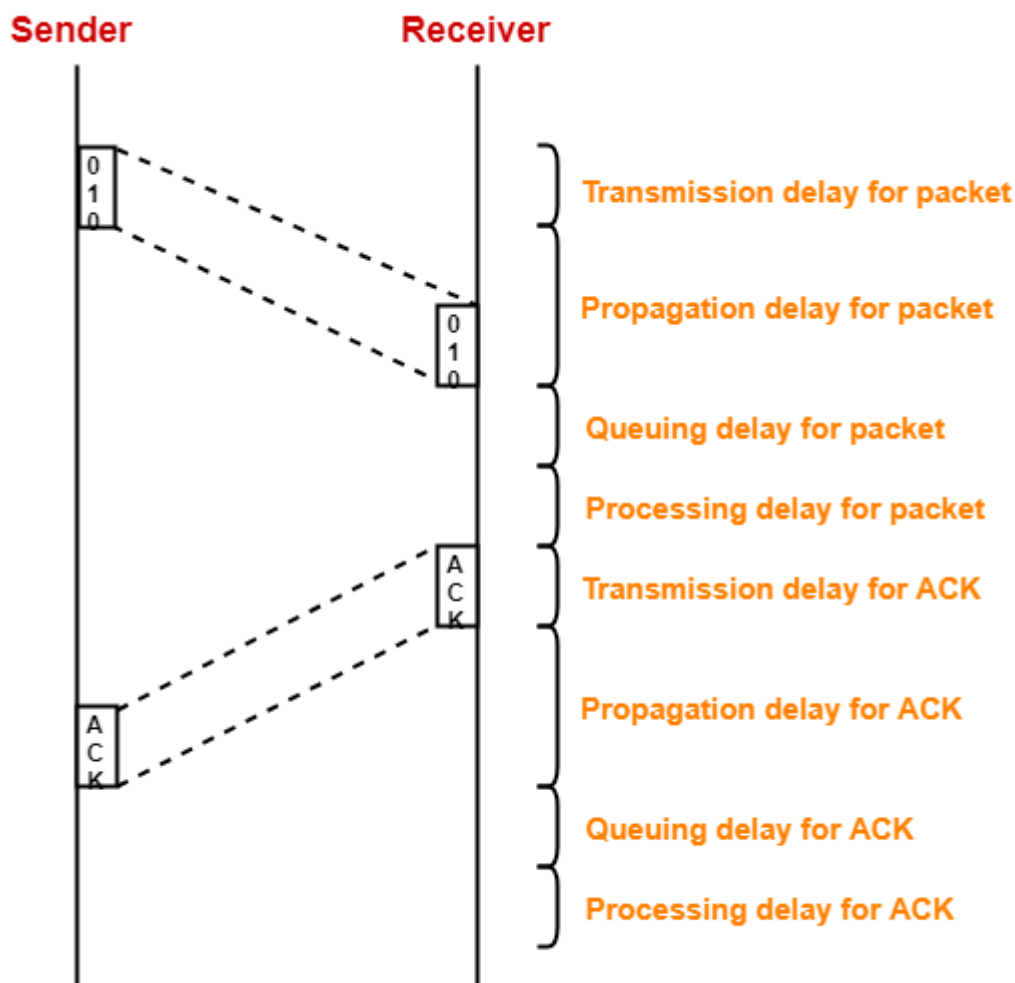 Sender
Receiver
0
1
0
Transmission delay for packet
Propagation delay for packet
0
1
0
Queuing delay for packet
Processing delay for packet
A
C
K
Transmission delay for ACK
Propagation delay for ACK
A
C
K
Queuing delay for ACK
Processing delay for ACK